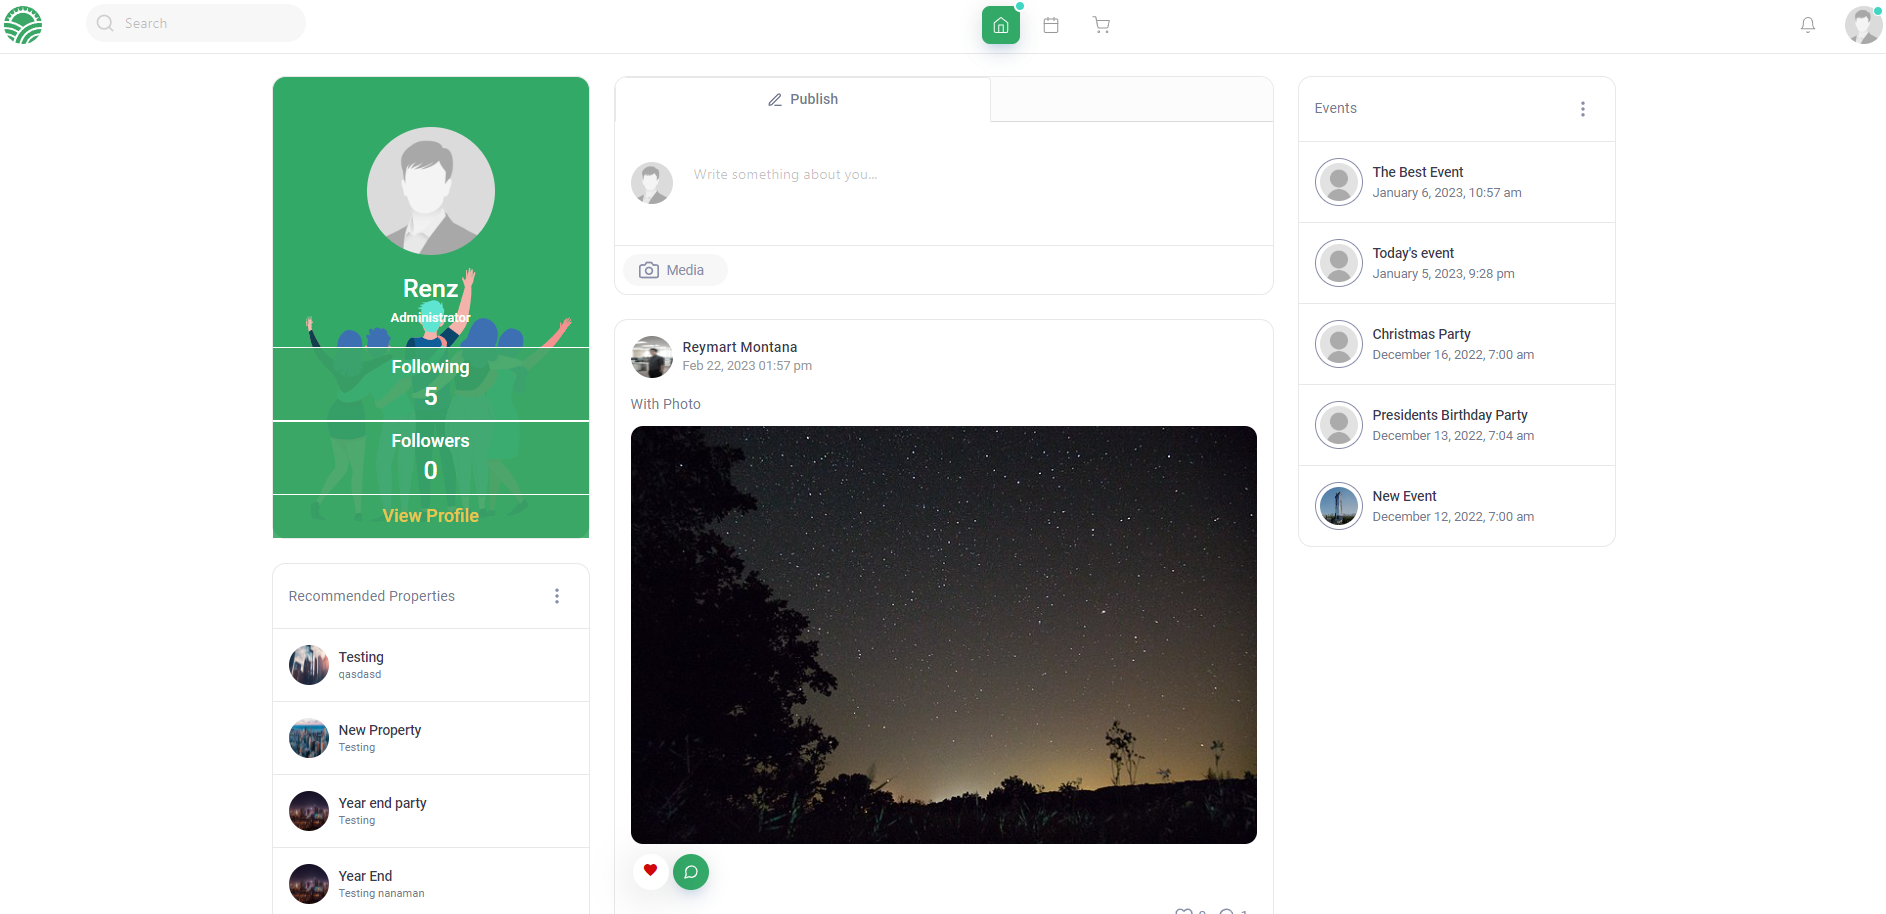 Search
Renz
Administrator
Following
5
Followers
0
View Profile
Recommended Properties
Testing
qasdasd
New Property
Testing
Year end party
Testing
Year End
Testing nanaman
Publish
Write something about you...
Media
Reymart Montana
Feb 22, 2023 01:57 pm
With Photo
Events
The Best Event
January 6, 2023, 10:57 am
Today's event
January 5, 2023, 9:28 pm
Christmas Party
December 16, 2022, 7:00 am
Presidents Birthday Party
December 13, 2022, 7:04 am
New Event
December 12, 2022, 7:00 am